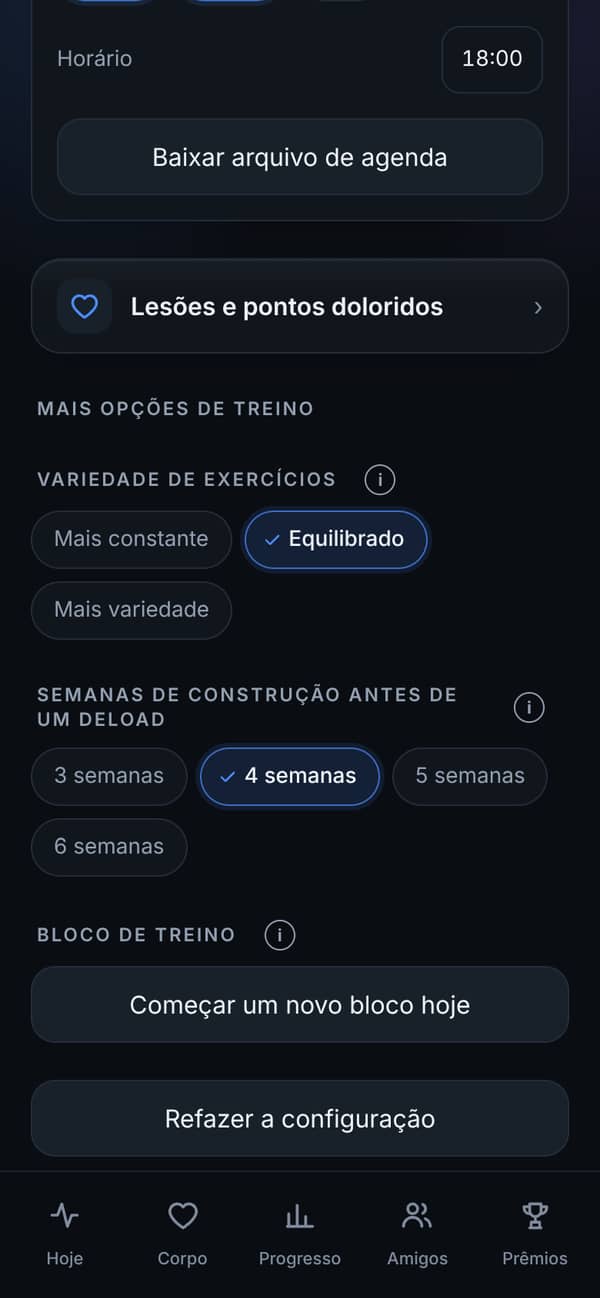 Horário
18:00
Baixar arquivo de agenda
Lesões e pontos doloridos
MAIS OPÇÕES DE TREINO
VARIEDADE DE EXERCÍCIOS
Mais constante
Equilibrado
Mais variedade
SEMANAS DE CONSTRUÇÃO ANTES DE
UM DELOAD
3 semanas
4 semanas
5 semanas
6 semanas
BLOCO DE TREINO
Começar um novo bloco hoje
Refazer a configuração
Hoje
Corpo
Progresso
Amigos
Prêmios